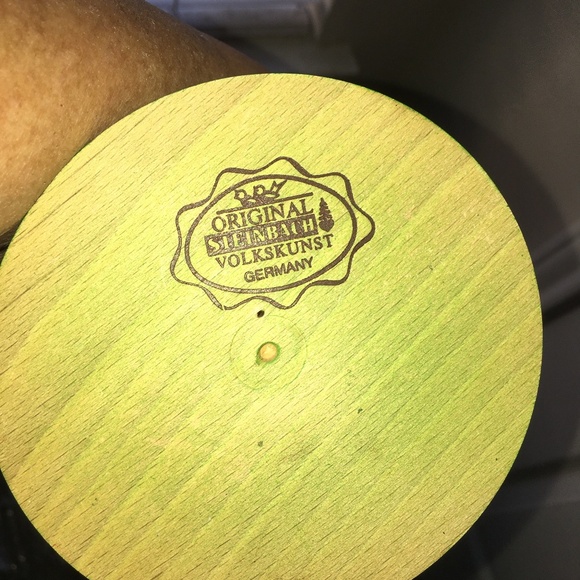 ORIGINAL
STEINBACH
VOLKSKUNST
GERMANY